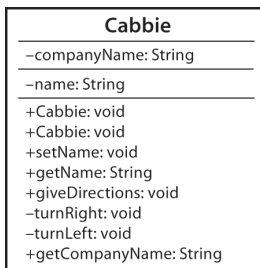 Cabbie
–companyName: String
–name: String
+Cabbie: void
+Cabbie: void
+setName: void
+getName: String
+giveDirections: void
–turnRight: void
–turnLeft: void
+getCompanyName: String